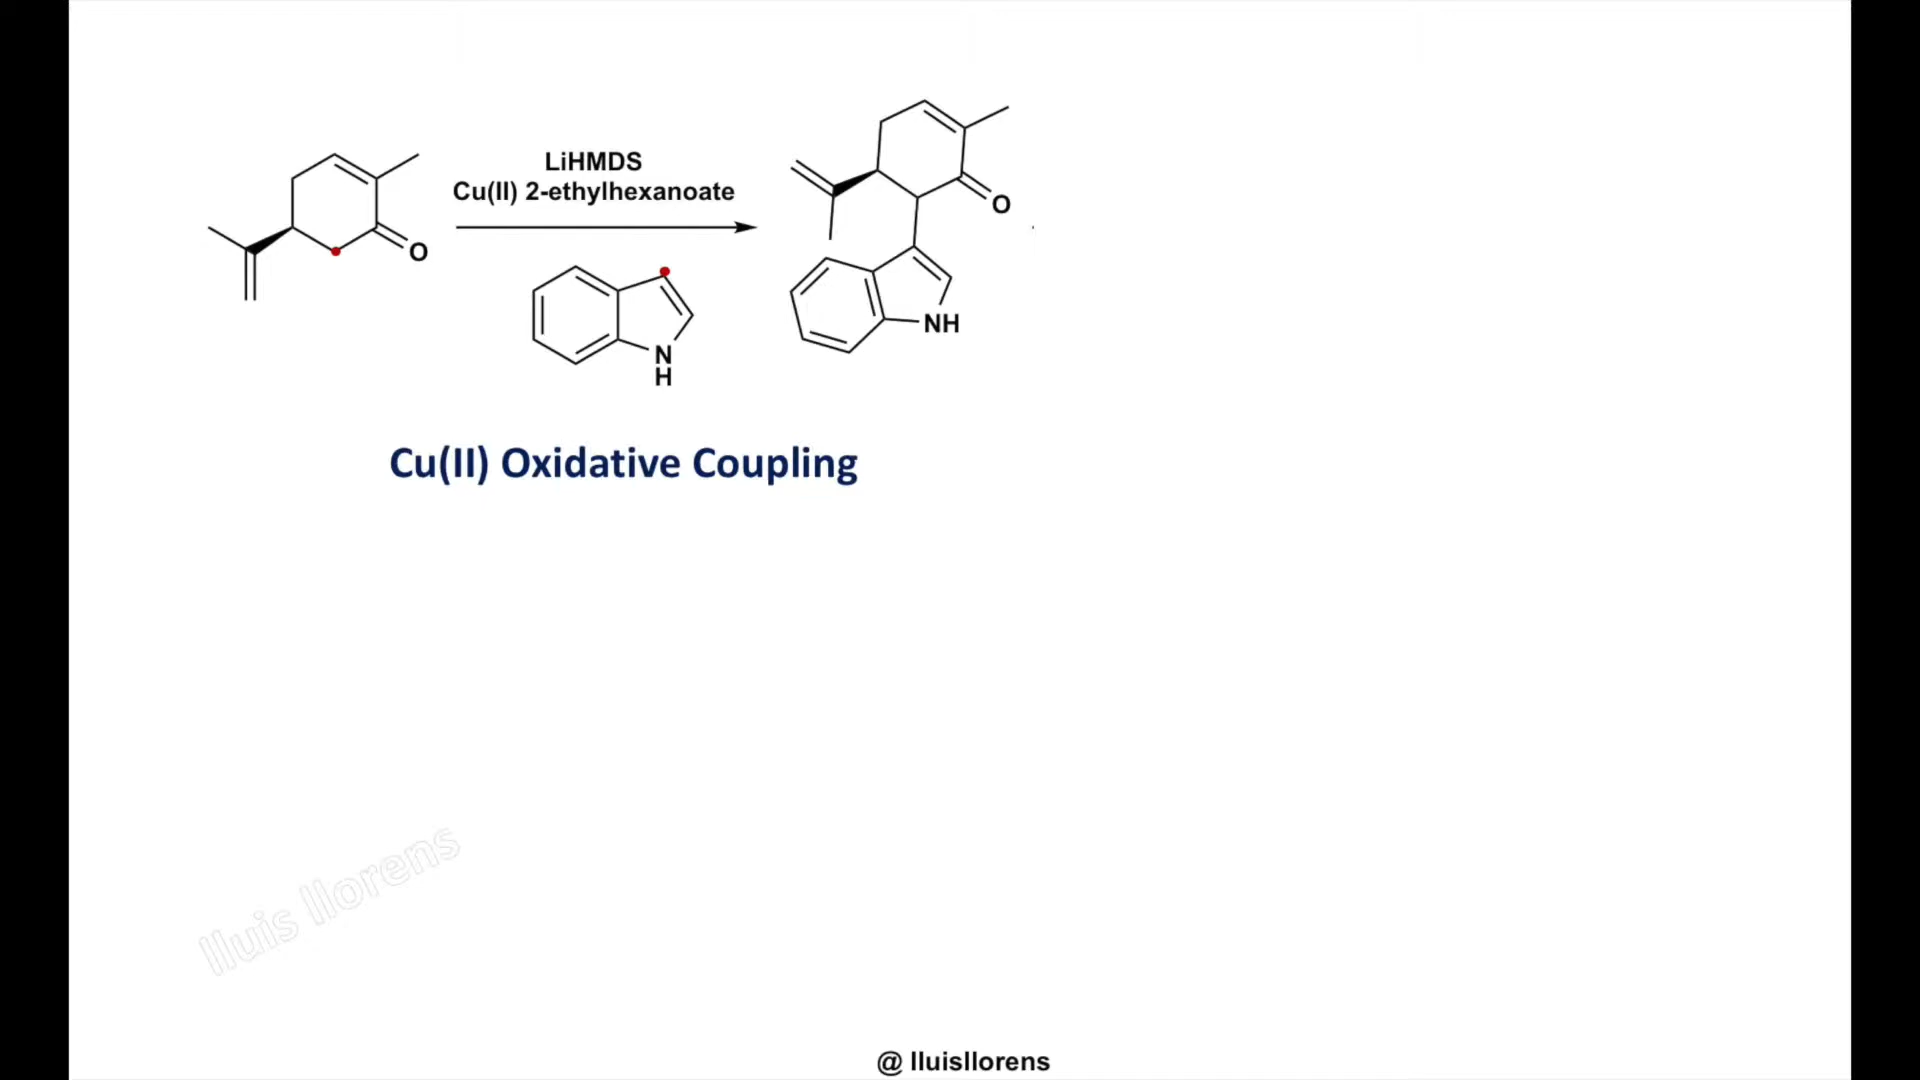 LiHMDS
Cu(II) 2-ethylhexanoate
O
O
N
H
NH
Cu(II) Oxidative Coupling
lluis llorens
@ lluisllorens